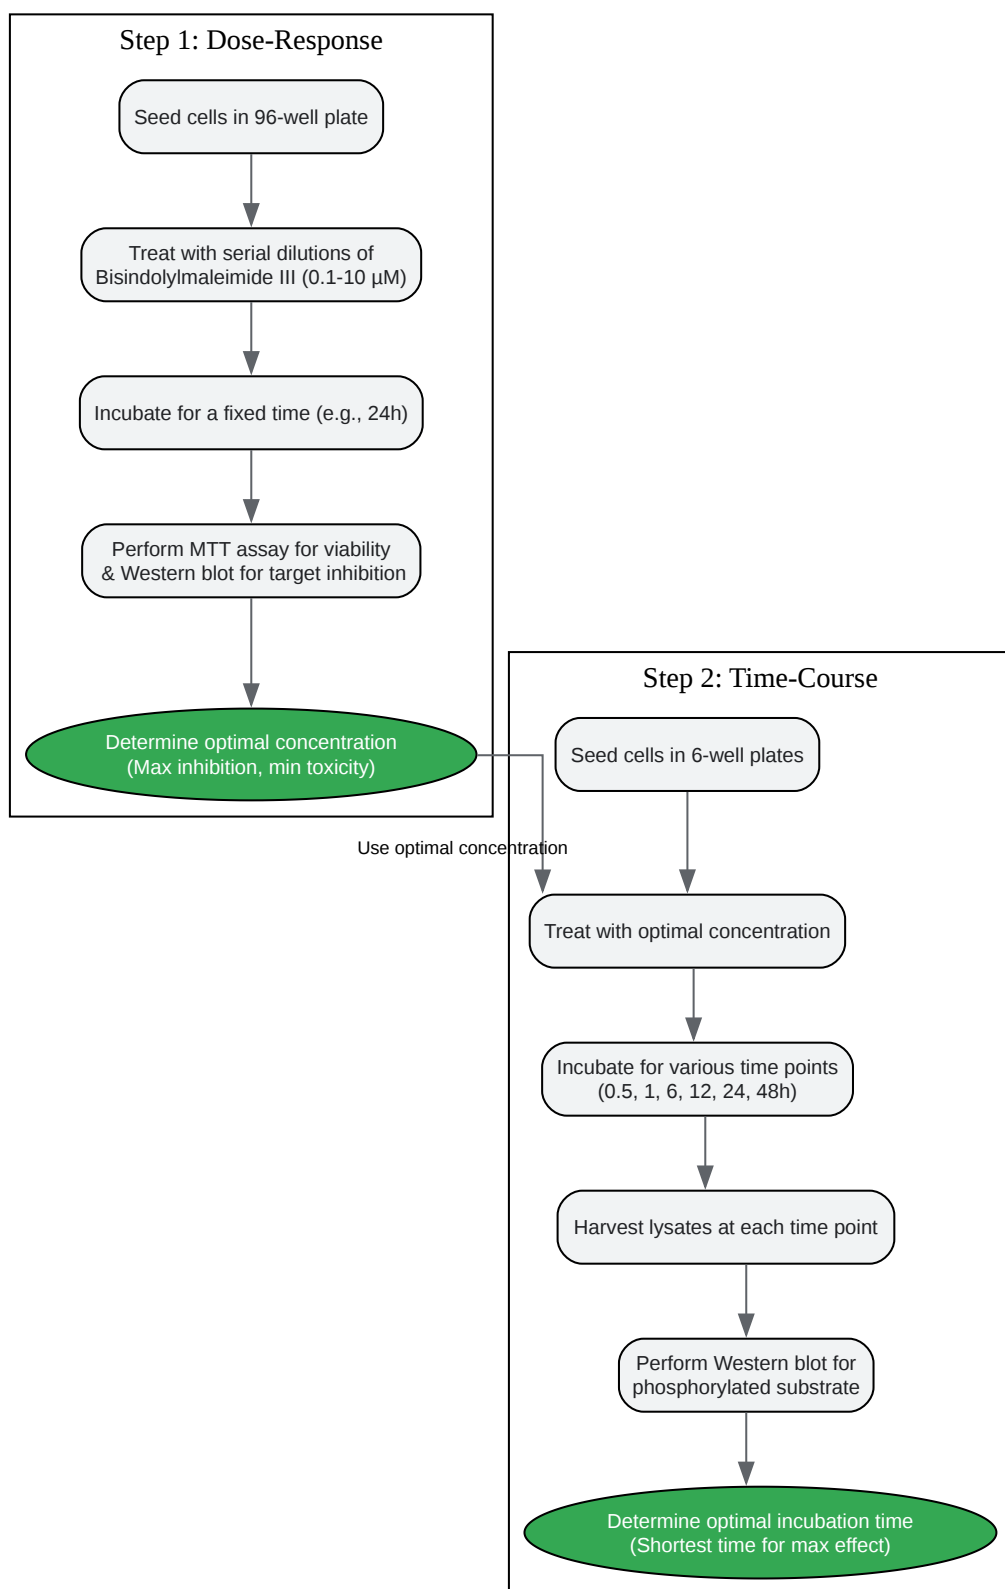 Step 1: Dose-Response
Seed cells in 96-well plate
Treat with serial dilutions of
Bisindolylmaleimide III (0.1-10 µM)
Incubate for a fixed time (e.g., 24h)
Perform MTT assay for viability
& Western blot for target inhibition
Determine optimal concentration
(Max inhibition, min toxicity)
Use optimal concentration
Step 2: Time-Course
Seed cells in 6-well plates
Treat with optimal concentration
Incubate for various time points
(0.5, 1, 6, 12, 24, 48h)
Harvest lysates at each time point
Perform Western blot for
phosphorylated substrate
Determine optimal incubation time
(Shortest time for max effect)